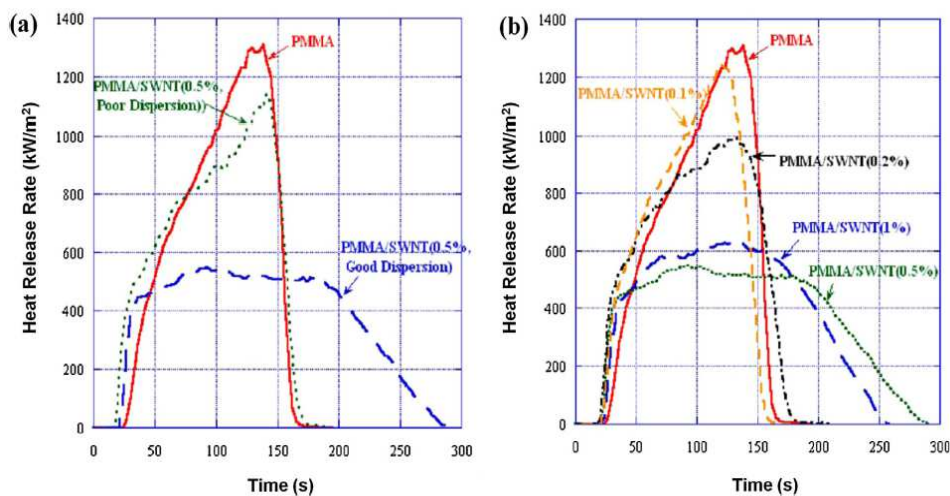 (a)
Heat Release Rate (kW/m²)
1400
1200
1000
800
600
400
200
0
PMMA
PMMA/SWNT(0.5%,
Poor Dispersion))
PMMA/SWNT(0.5%,
Good Dispersion)
0 50 100 150 200 250 300
Time (s)
(b)
Heat Release Rate (kW/m²)
1400
1200
1000
800
600
400
200
0
PMMA
PMMA/SWNT(0.1%)
PMMA/SWNT(0.2%)
PMMA/SWNT(1%)
PMMA/SWNT(0.5%)
0 50 100 150 200 250 300
Time (s)